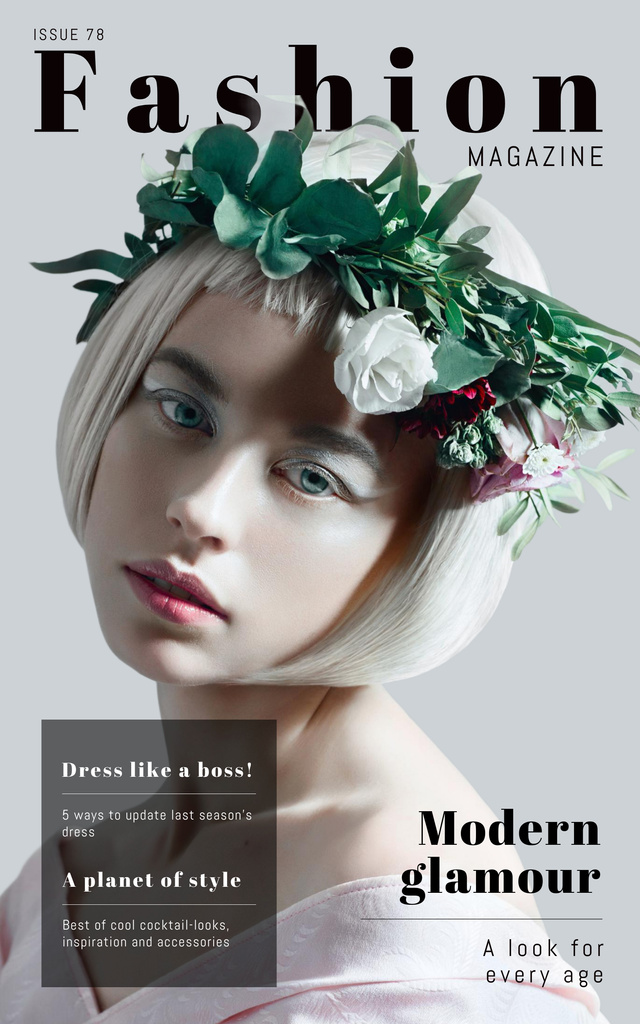 ISSUE 78
Fashion
MAGAZINE
Dress like a boss!
5 ways to update last season's
dress
A planet of style
Best of cool cocktail-looks,
inspiration and accessories
Modern
glamour
A look for
every age